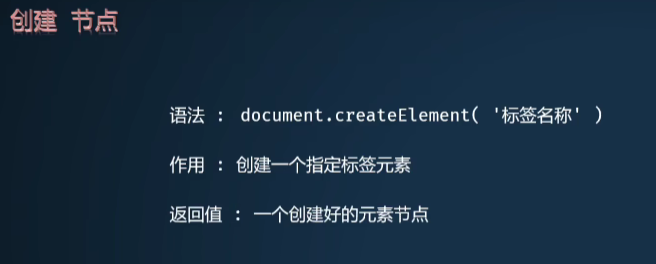 创建 节点
语法 : document.createElement( '标签名称' )
作用 : 创建一个指定标签元素
返回值 : 一个创建好的元素节点